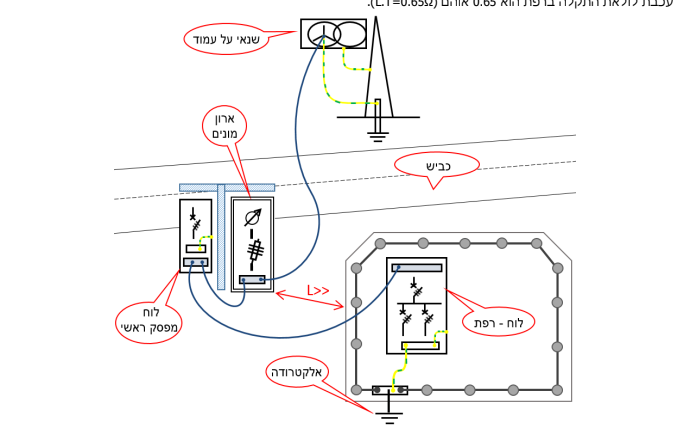 עכבת לולאת התקלה ברפת הוא 0.65 אוהם (L.T=0.65Ω).
שנאי על עמוד
ארון
מונים
כביש
L>>
לוח
מפסק ראשי
לוח - רפת
אלקטרודה